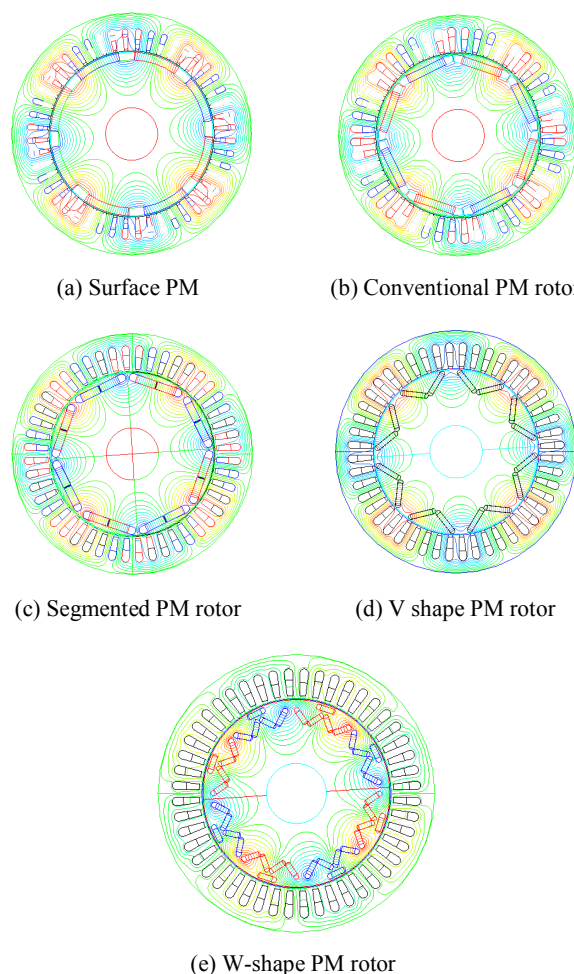 (a) Surface PM
(b) Conventional PM roto
(c) Segmented PM rotor
(d) V shape PM rotor
(e) W-shape PM rotor